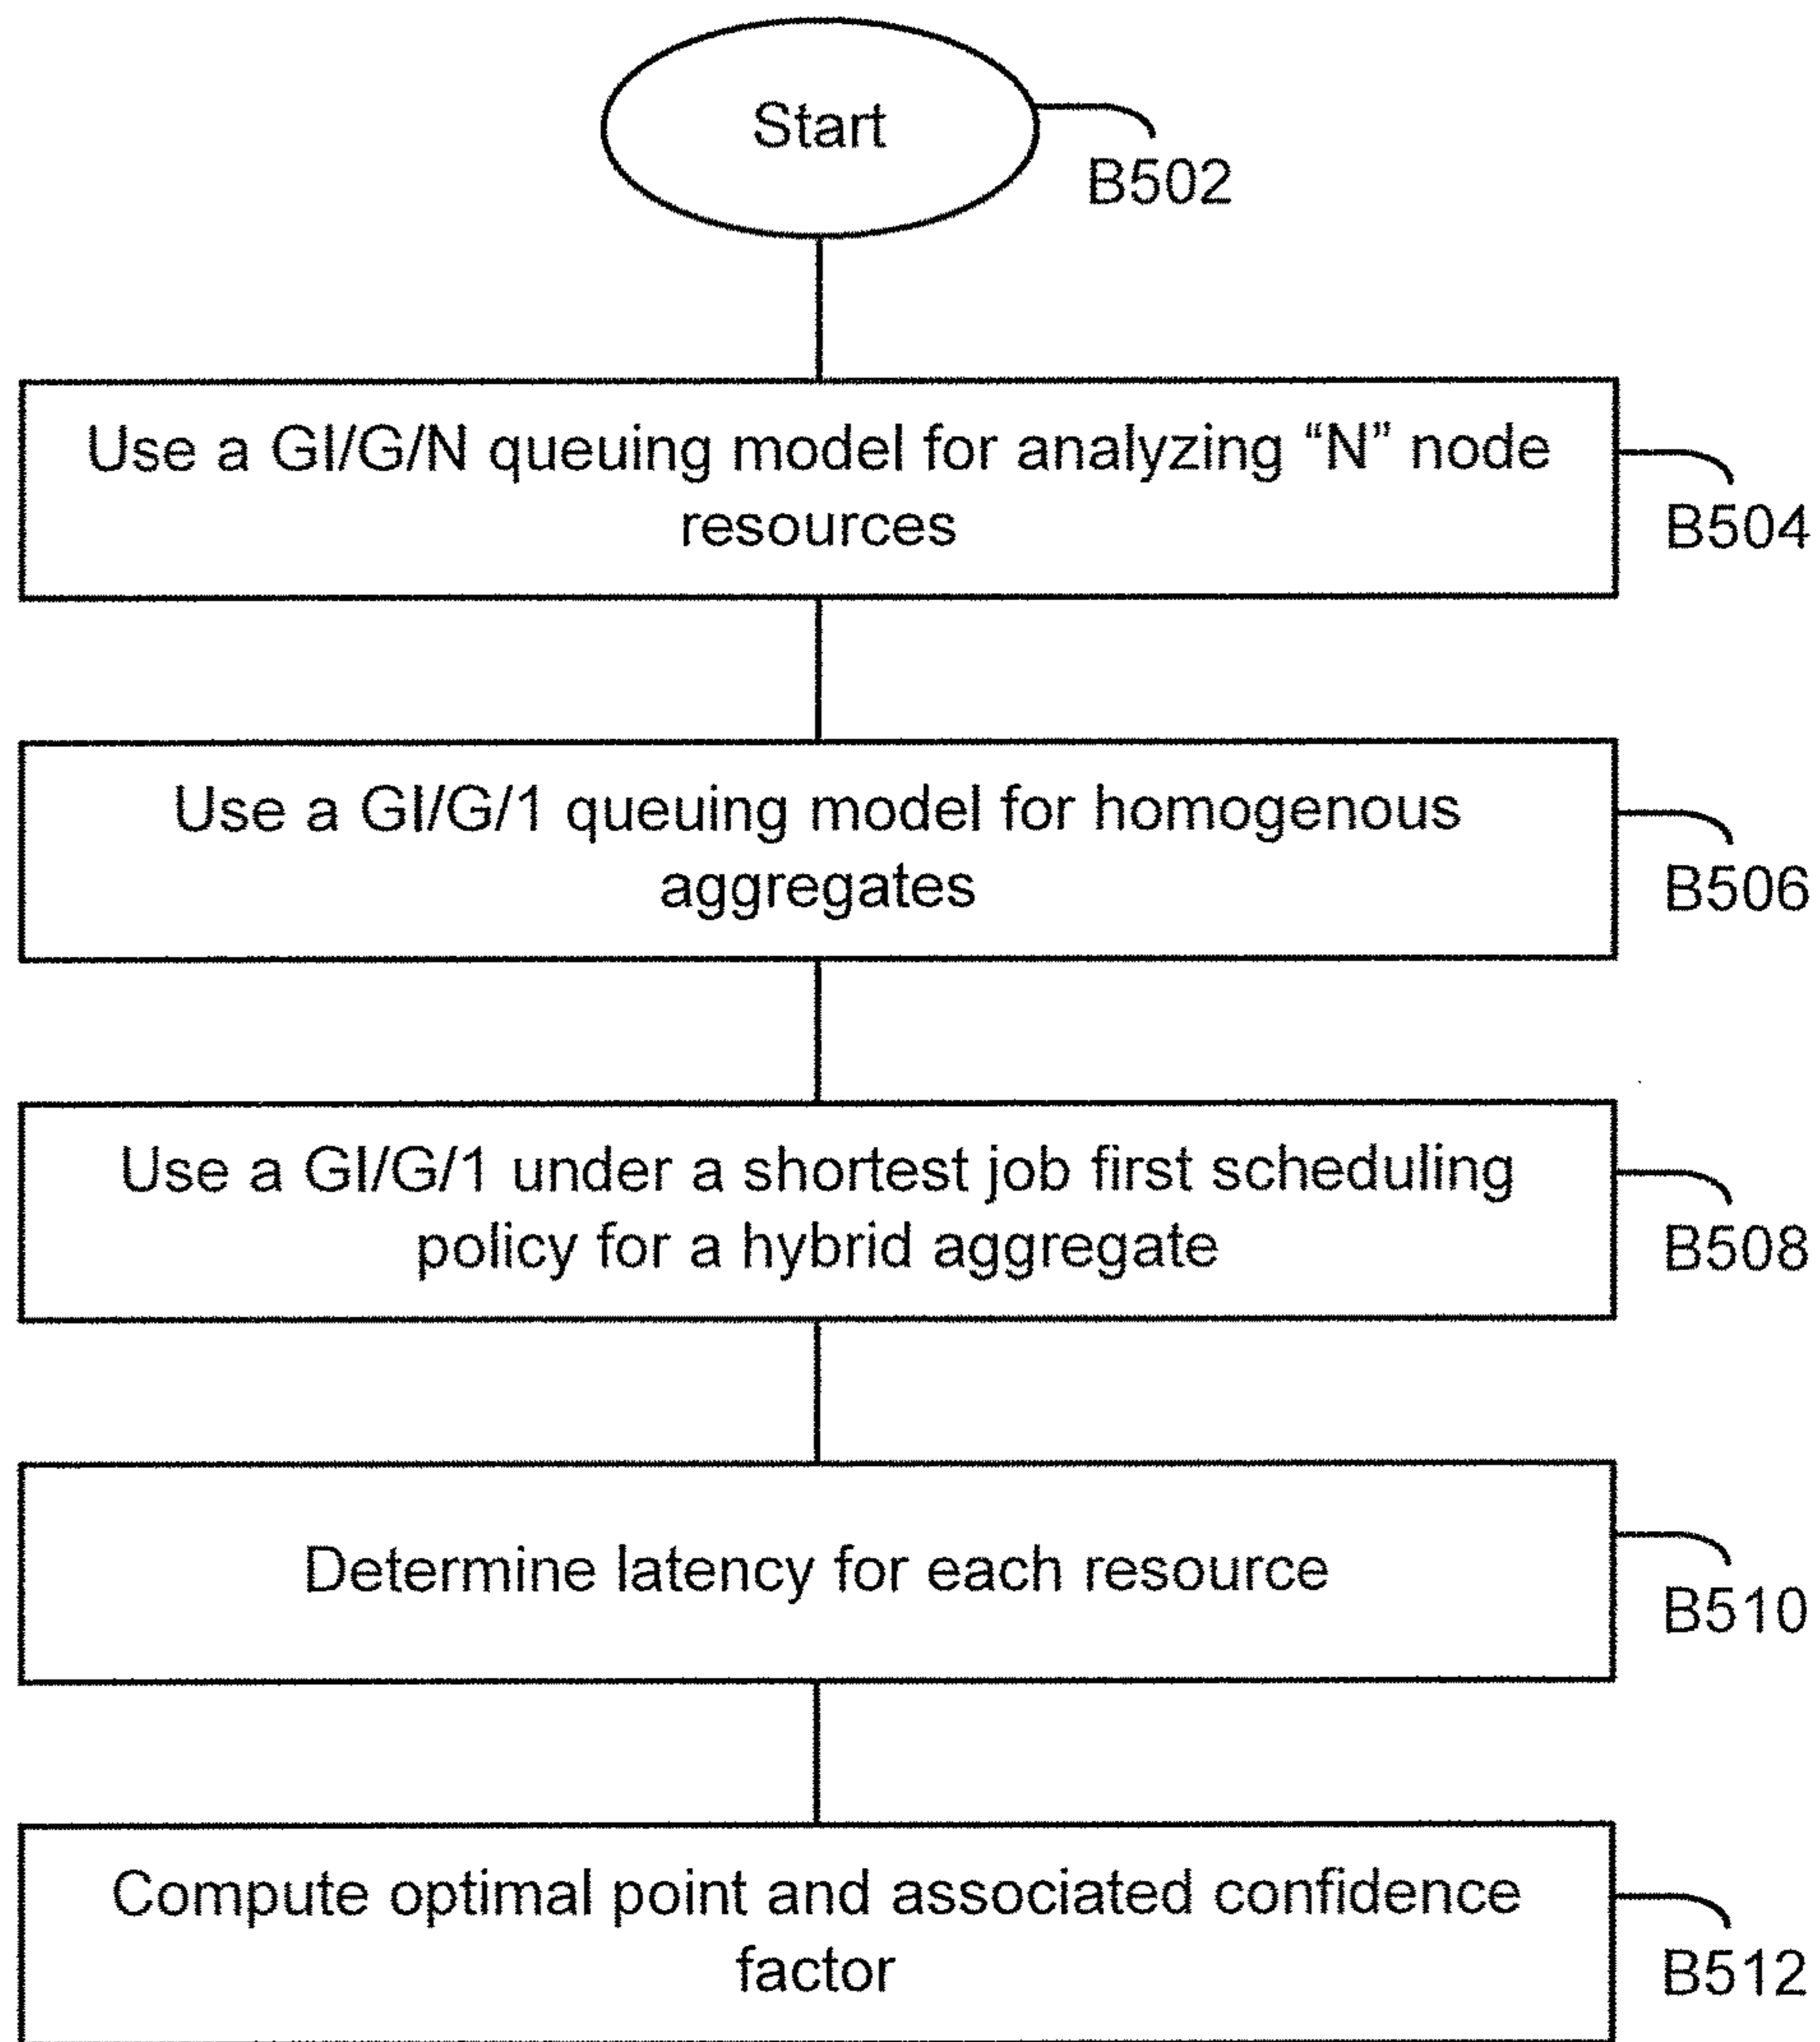 Start
B502
Use a GI/G/N queuing model for analyzing “N” node
resources
B504
Use a GI/G/1 queuing model for homogenous
aggregates
B506
Use a GI/G/1 under a shortest job first scheduling
policy for a hybrid aggregate
B508
Determine latency for each resource
B510
Compute optimal point and associated confidence
factor
B512